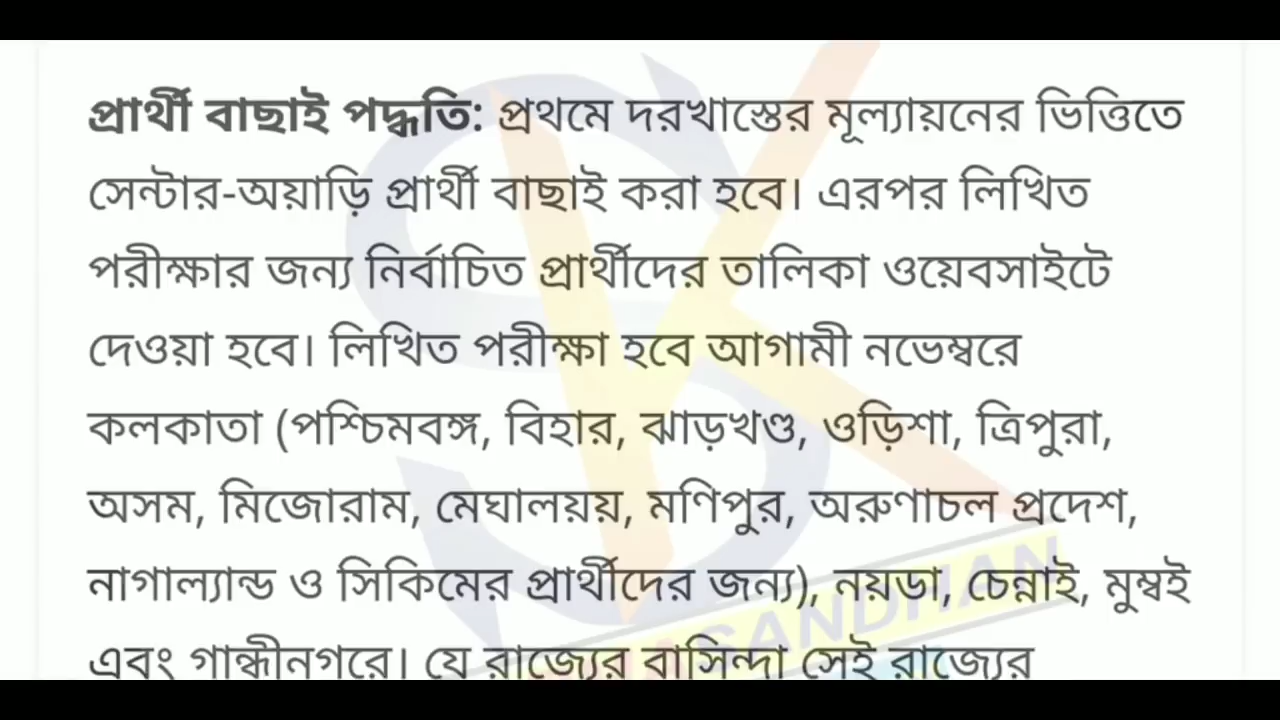 প্রার্থী বাছাই পদ্ধতি: প্রথমে দরখাস্তের মূল্যায়নের ভিত্তিতে
সেন্টার-অয়াড়ি প্রার্থী বাছাই করা হবে। এরপর লিখিত
পরীক্ষার জন্য নির্বাচিত প্রার্থীদের তালিকা ওয়েবসাইটে
দেওয়া হবে। লিখিত পরীক্ষা হবে আগামী নভেম্বরে
কলকাতা (পশ্চিমবঙ্গ, বিহার, ঝাড়খণ্ড, ওড়িশা, ত্রিপুরা,
অসম, মিজোরাম, মেঘালয়য়, মণিপুর, অরুণাচল প্রদেশ,
নাগাল্যান্ড ও সিকিমের প্রার্থীদের জন্য), নয়ডা, চেন্নাই, মুম্বই
এবং গান্ধীনগরে। যে রাজ্যের বাসিন্দা সেই রাজ্যের